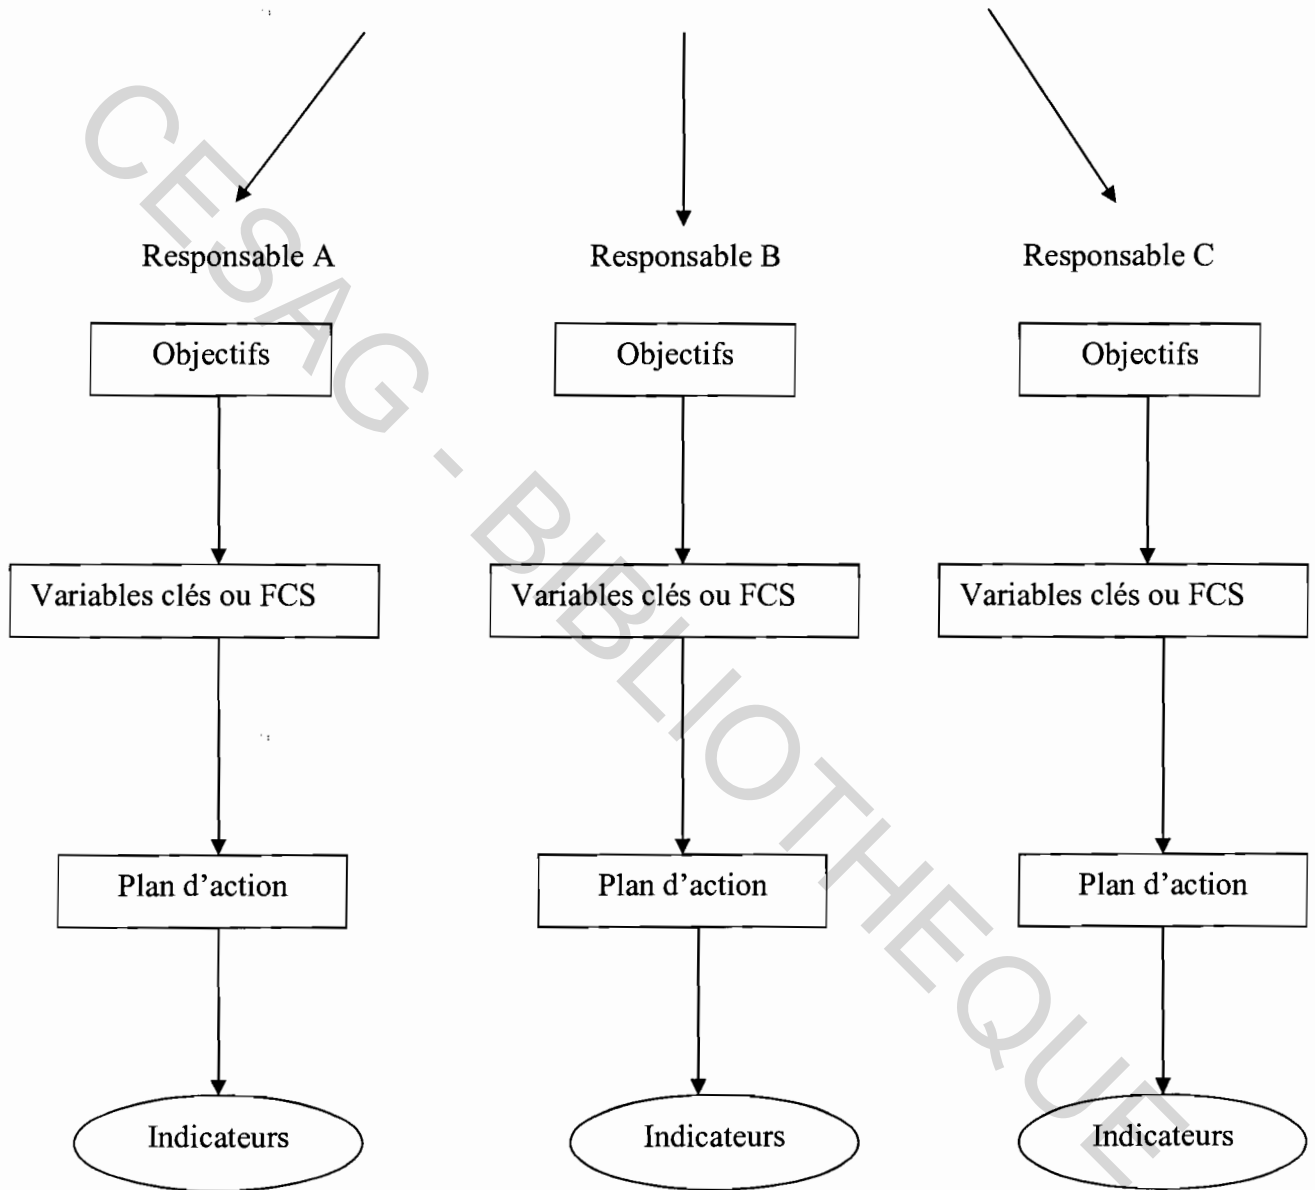 Responsable A Responsable B Responsable C
Objectifs Objectifs Objectifs
Variables clés ou FCS Variables clés ou FCS Variables clés ou FCS
Plan d'action Plan d'action Plan d'action
Indicateurs Indicateurs Indicateurs
CESAG - BIBLIOTHEQUE